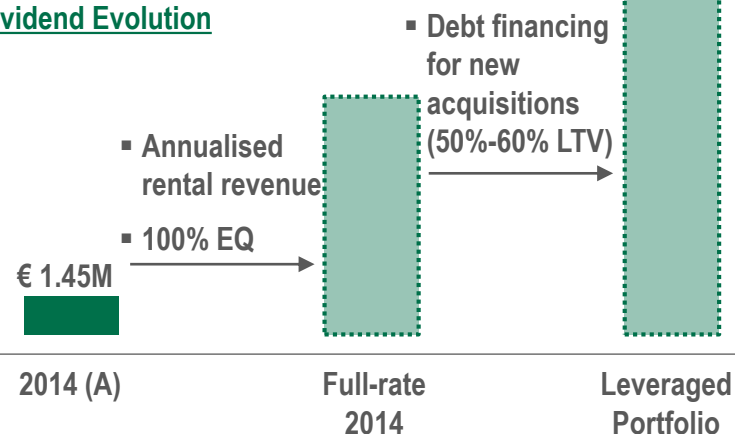 vidend Evolution
▪ Debt financing
for new
acquisitions
(50%-60% LTV)
▪ Annualised
rental revenue
▪ 100% EQ
€ 1.45M
2014 (A)
Full-rate
2014
Leveraged
Portfolio